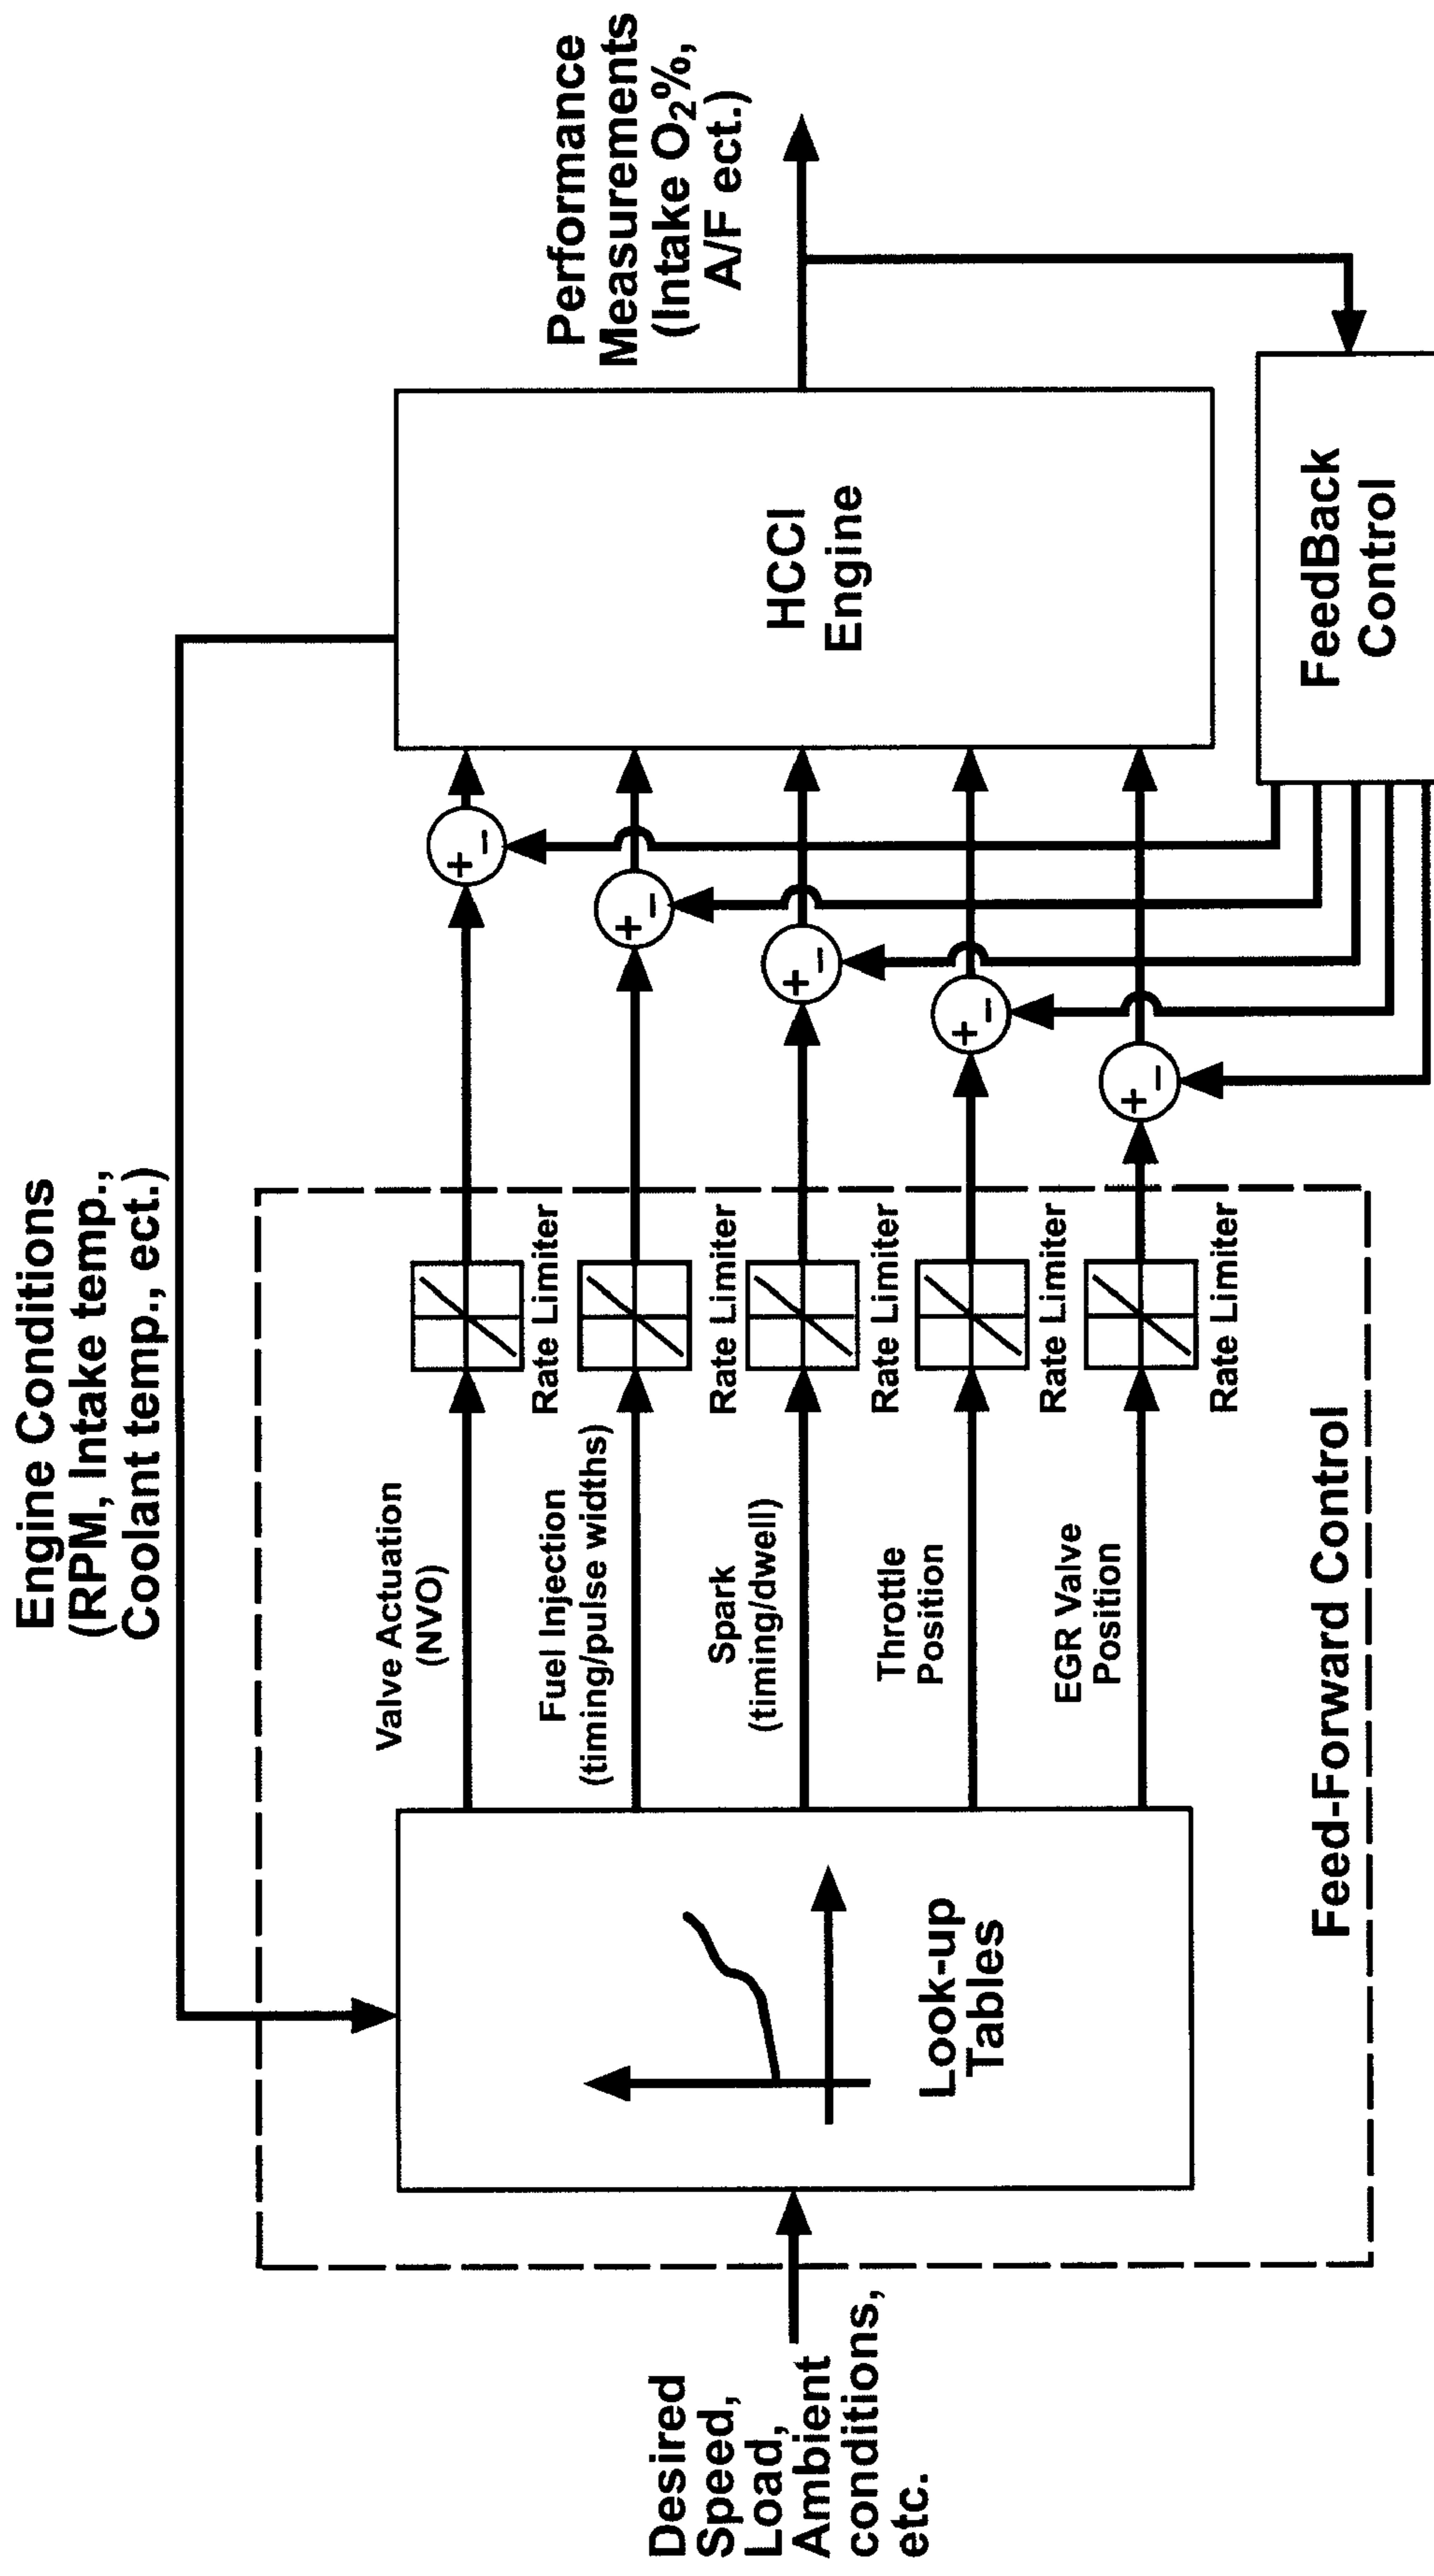 Engine Conditions
(RPM, Intake temp.,
Coolant temp., ect.)
Performance
Measurements
(Intake O₂%,
A/F ect.)
Desired
Speed,
Load,
Ambient
conditions,
etc.
Look-up
Tables
Valve Actuation
(NVO)
Rate Limiter
Fuel Injection
(timing/pulse widths)
Rate Limiter
Spark
(timing/dwell)
Rate Limiter
Throttle
Position
Rate Limiter
EGR Valve
Position
Rate Limiter
Feed-Forward Control
+ −
+ −
+ −
+ −
+ −
HCCI
Engine
FeedBack
Control